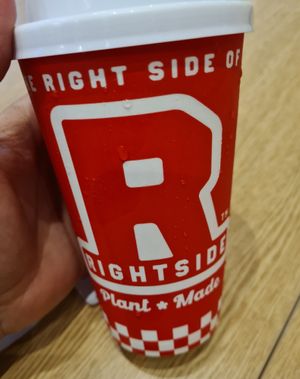 E RIGHT SIDE OF
R
TM
RIGHTSIDE
Plant ★ Made